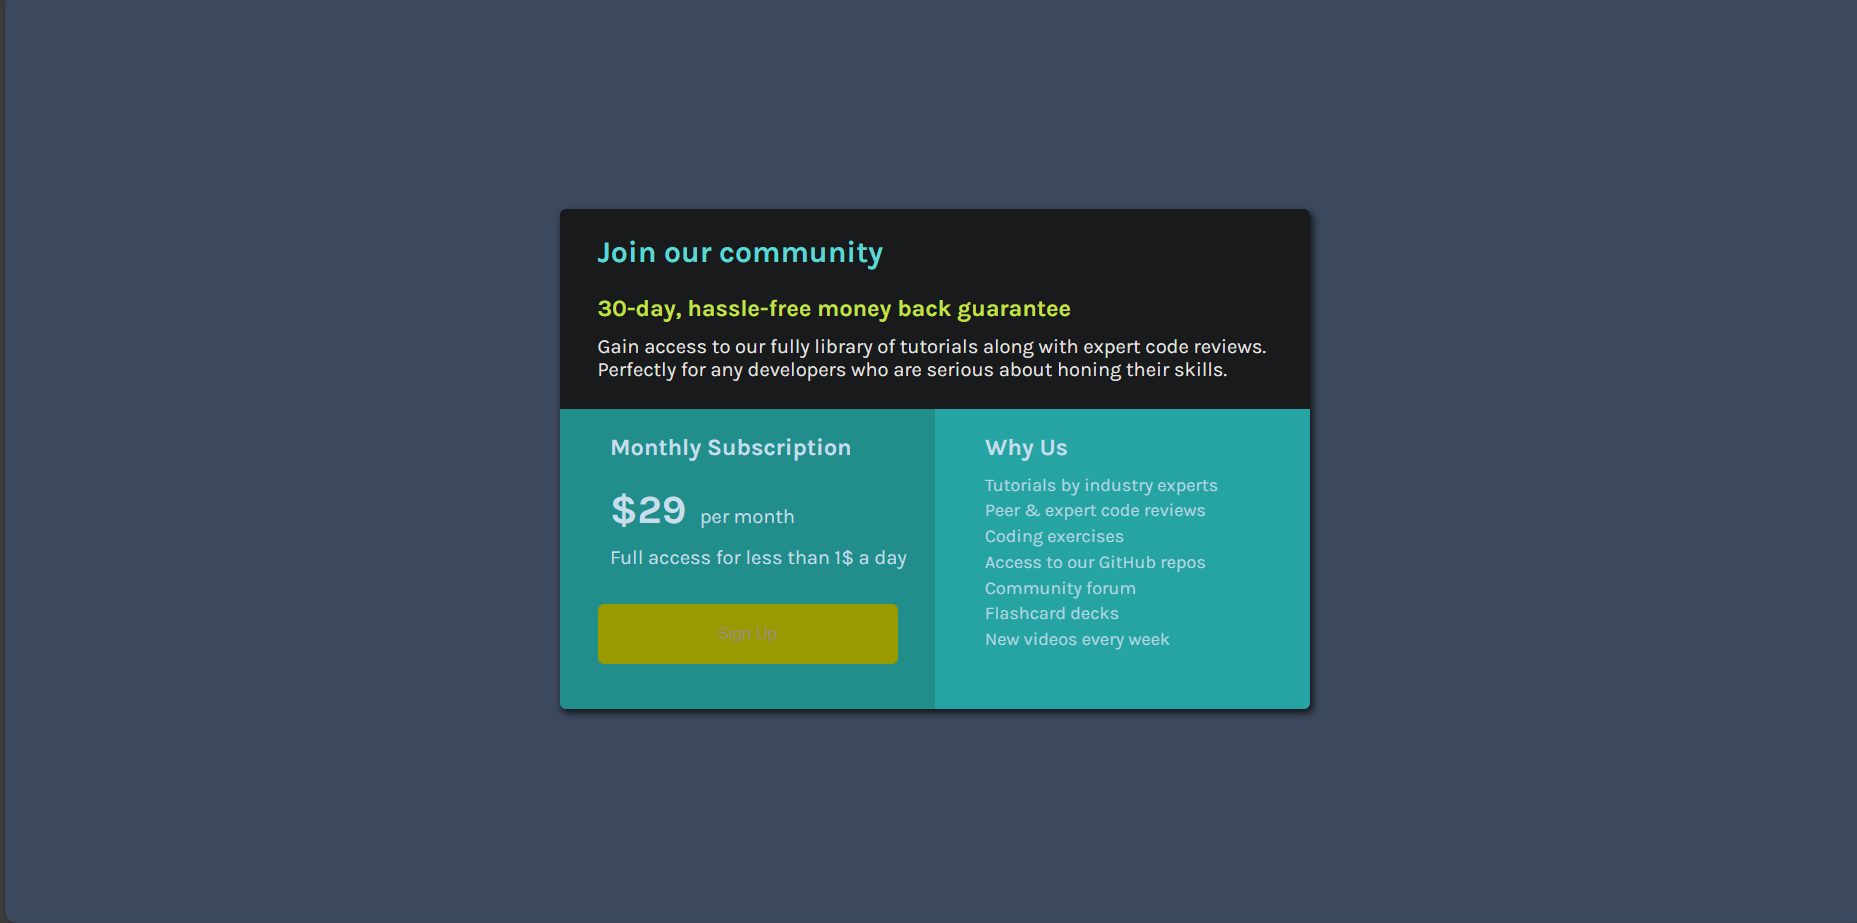 Join our community
30-day, hassle-free money back guarantee
Gain access to our fully library of tutorials along with expert code reviews.
Perfectly for any developers who are serious about honing their skills.
Monthly Subscription
$29 per month
Full access for less than 1$ a day
Sign Up
Why Us
Tutorials by industry experts
Peer & expert code reviews
Coding exercises
Access to our GitHub repos
Community forum
Flashcard decks
New videos every week